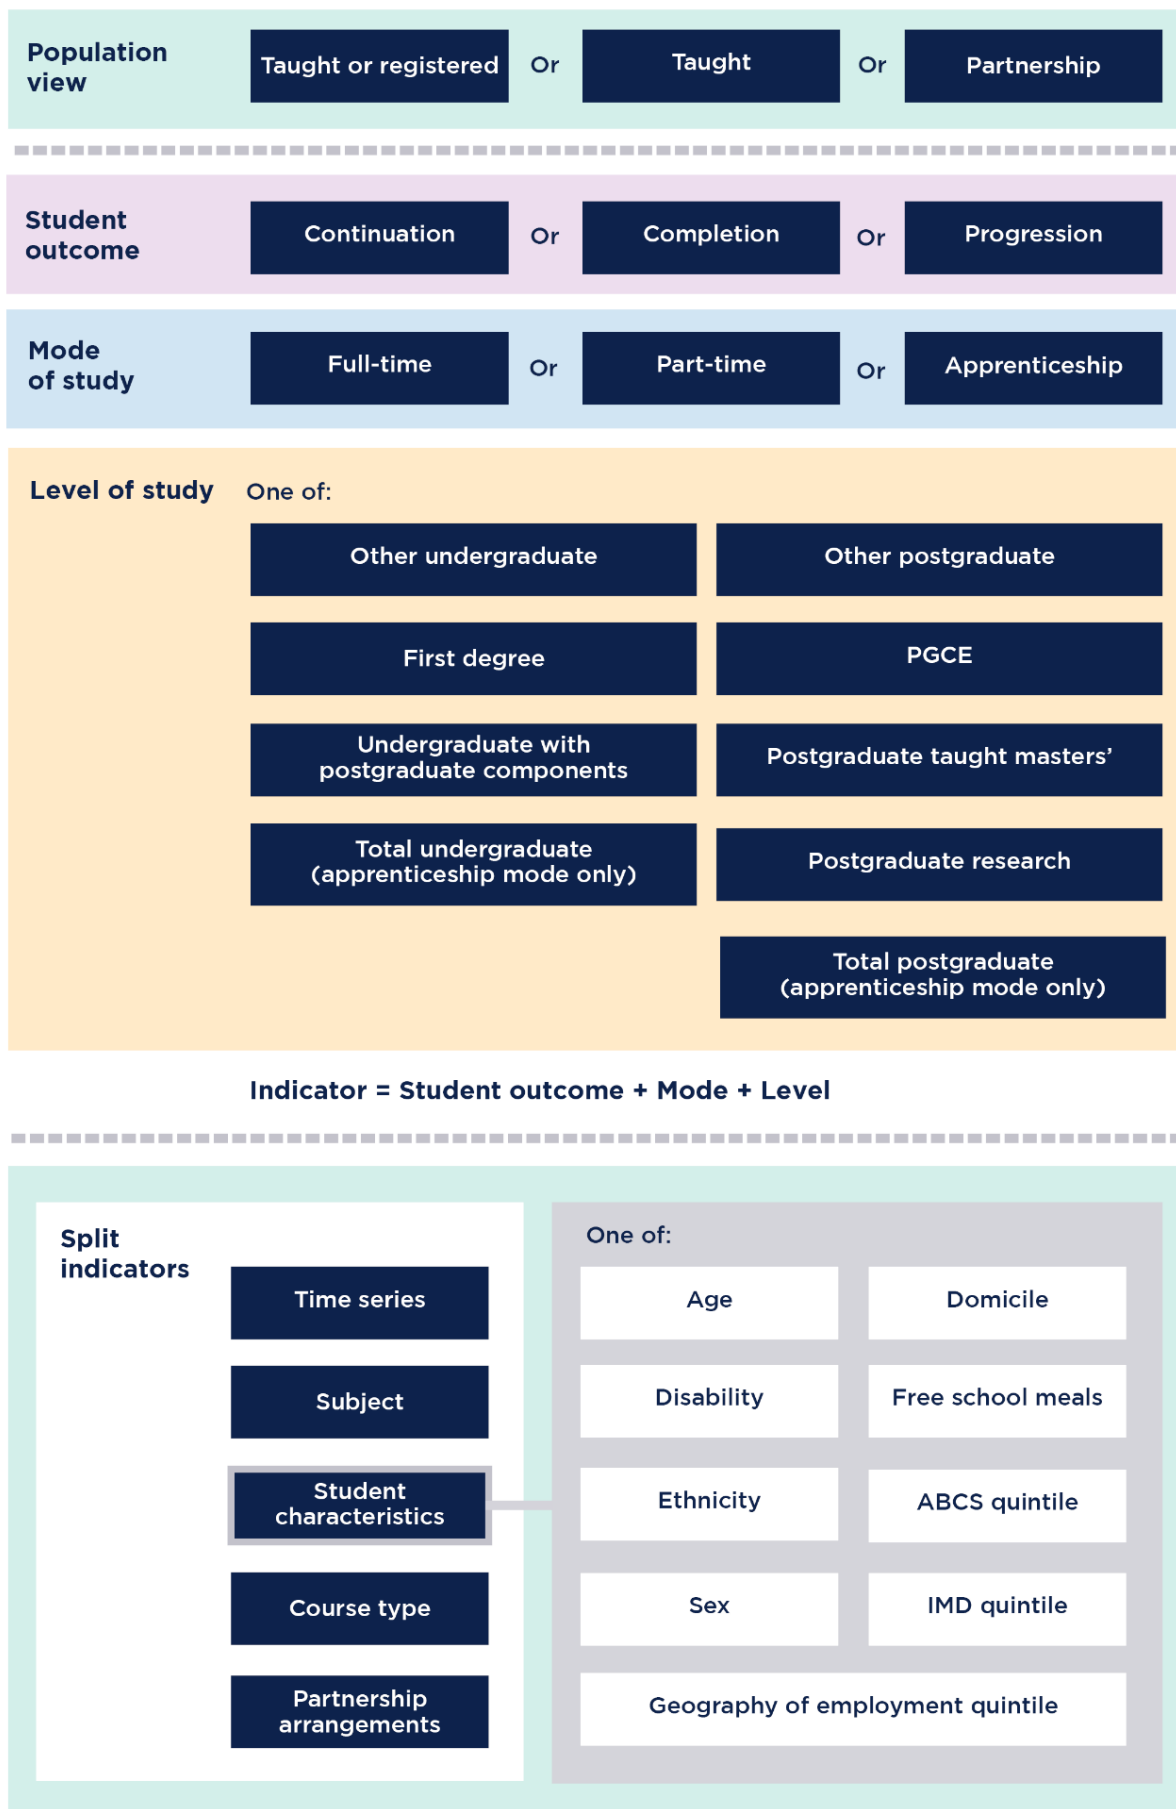 Population
view
Taught or registered
Or
Taught
Or
Partnership
Student
outcome
Continuation
Or
Completion
Or
Progression
Mode
of study
Full-time
Or
Part-time
Or
Apprenticeship
Level of study
One of:
Other undergraduate
Other postgraduate
First degree
PGCE
Undergraduate with
postgraduate components
Postgraduate taught masters’
Total undergraduate
(apprenticeship mode only)
Postgraduate research
Total postgraduate
(apprenticeship mode only)
Indicator = Student outcome + Mode + Level
Split
indicators
Time series
Subject
Student
characteristics
Course type
Partnership
arrangements
One of:
Age
Domicile
Disability
Free school meals
Ethnicity
ABCS quintile
Sex
IMD quintile
Geography of employment quintile